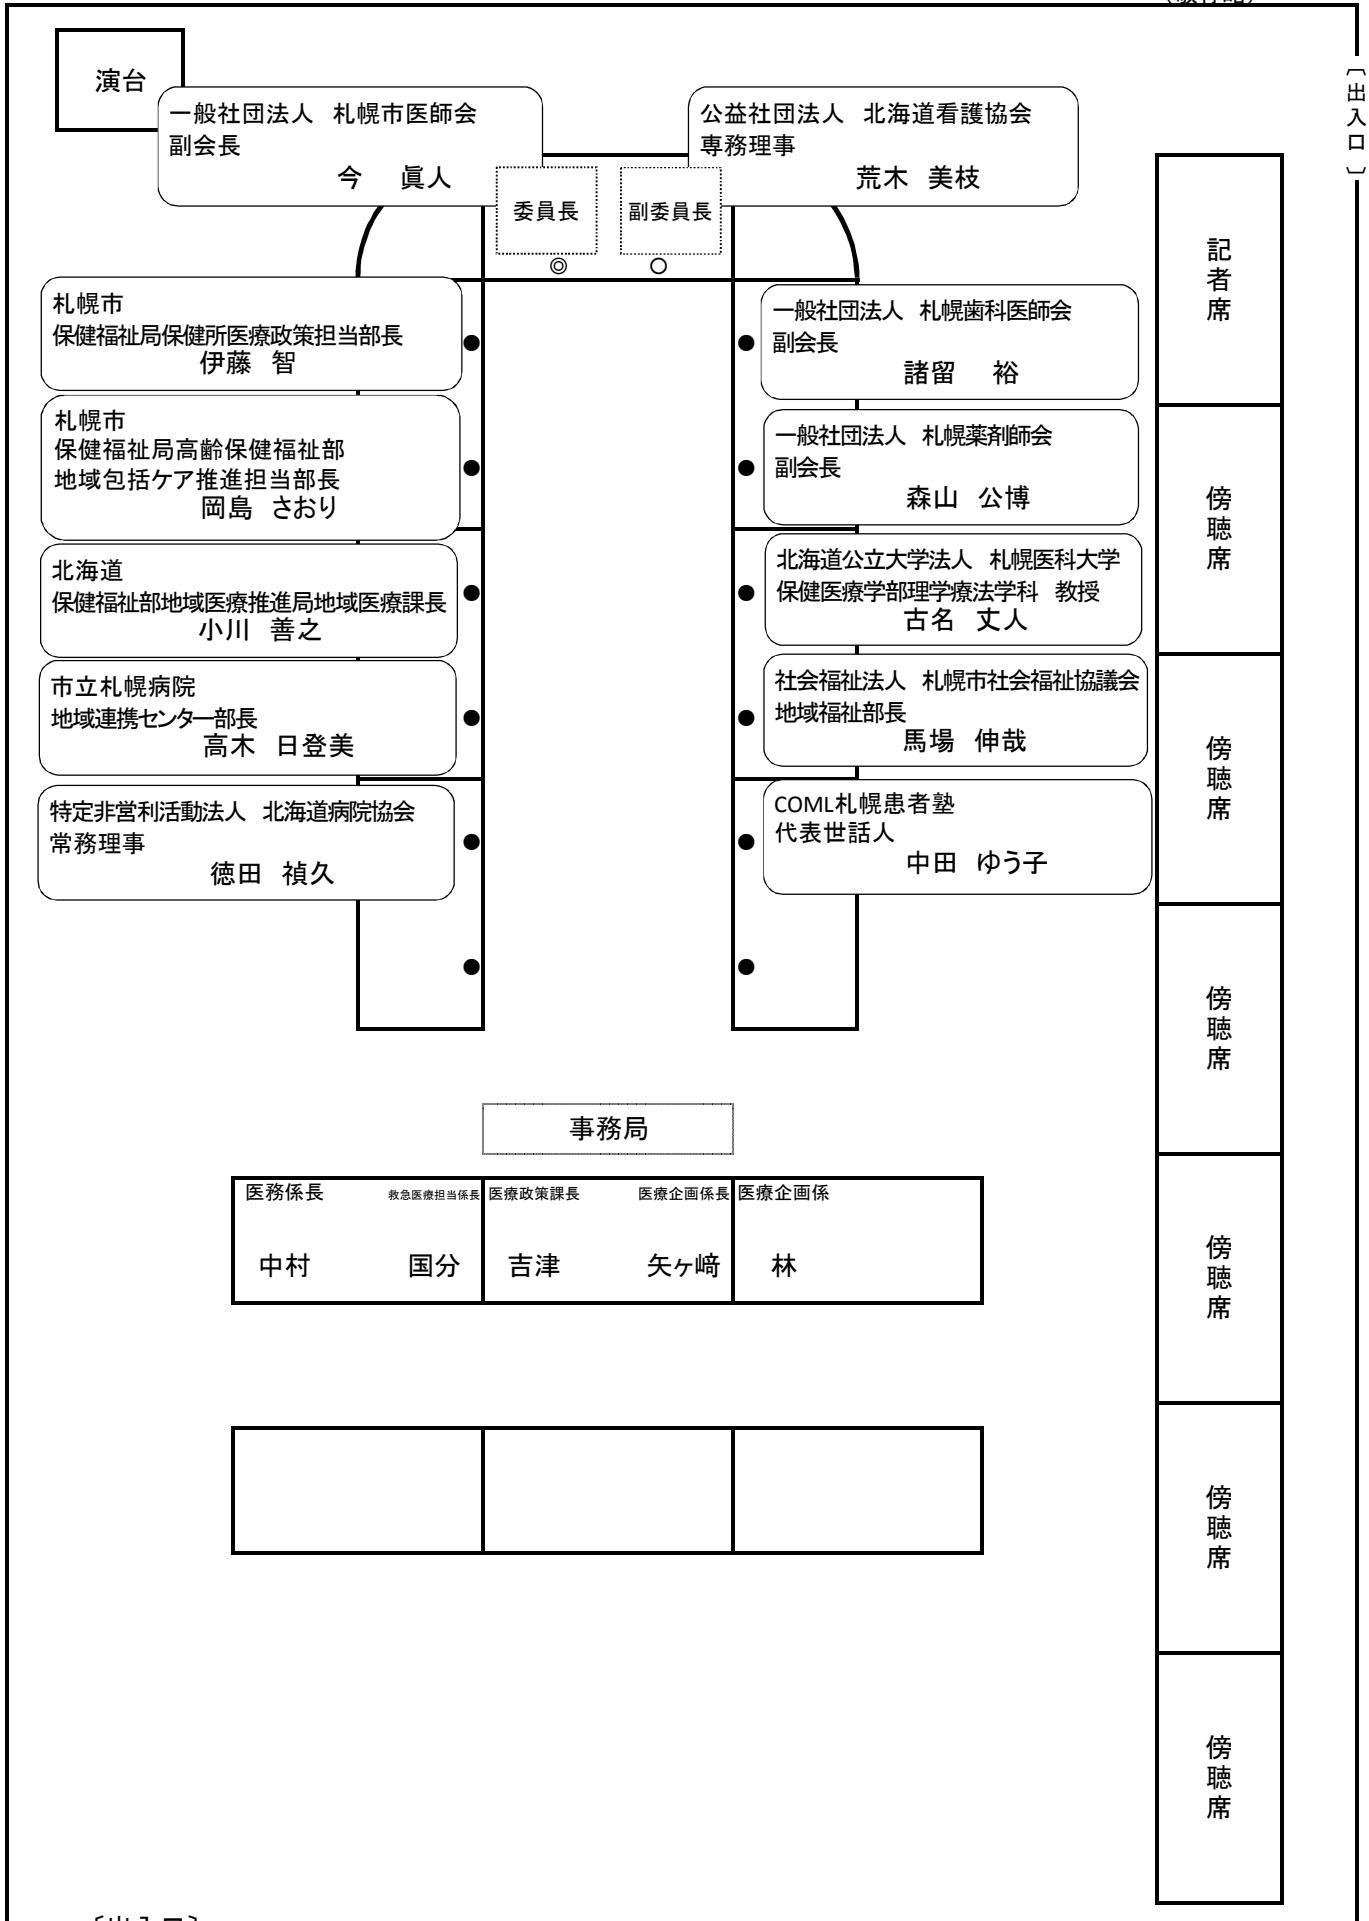 演台
〔出入口〕
一般社団法人 札幌市医師会
副会長
今 眞人
公益社団法人 北海道看護協会
専務理事
荒木 美枝
委員長
副委員長
◎
○
札幌市
保健福祉局保健所医療政策担当部長
伊藤 智
札幌市
保健福祉局高齢保健福祉部
地域包括ケア推進担当部長
岡島 さおり
北海道
保健福祉部地域医療推進局地域医療課長
小川 善之
市立札幌病院
地域連携センター部長
高木 日登美
特定非営利活動法人 北海道病院協会
常務理事
徳田 禎久
一般社団法人 札幌歯科医師会
副会長
諸留 裕
一般社団法人 札幌薬剤師会
副会長
森山 公博
北海道公立大学法人 札幌医科大学
保健医療学部理学療法学科 教授
古名 丈人
社会福祉法人 札幌市社会福祉協議会
地域福祉部長
馬場 伸哉
COML札幌患者塾
代表世話人
中田 ゆう子
記者席
傍聴席
傍聴席
傍聴席
傍聴席
傍聴席
傍聴席
事務局
医務係長 救急医療担当係長 医療政策課長 医療企画係長 医療企画係
中村 国分 吉津 矢ヶ﨑 林
〔出入口〕